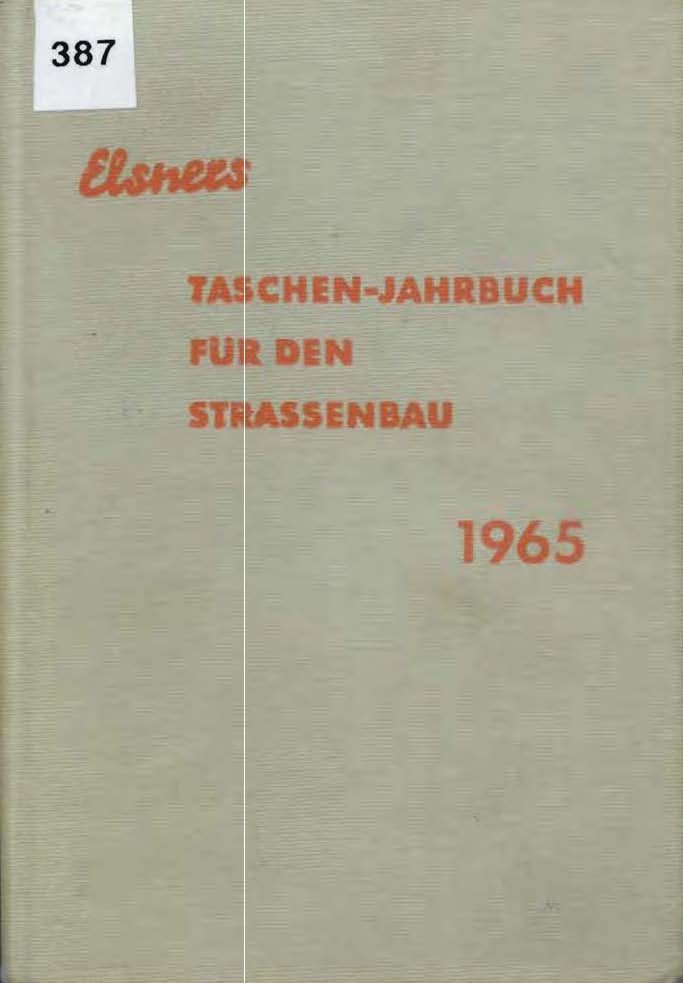 387
Elsners
TASCHEN-JAHRBUCH
FÜR DEN
STRASSENBAU
1965